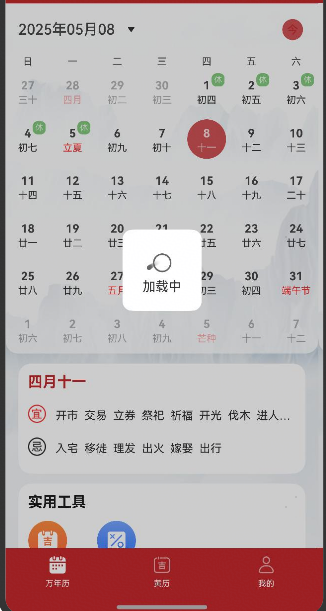 2025年05月08 今
日 一 二 三 四 五 六
27 28 29 30 1 休 2 休 3 休
三十 四月 初二 初三 初四 初五 初六
4 休 5 休 6 7 8 9 10
初七 立夏 初九 初十 十一 十二 十三
11 12 13 14 15 16 17
十四 十五 十六 十七 十八 十九 二十
18 19 20 21 22 23 24
廿一 廿二 廿三 廿五 廿六 廿七
25 26 27 29 30 31
廿八 廿九 五月 初三 初四 端午节
加载中
1 2 3 4 5 6 7
初六 初七 初八 初九 芒种 十一 十二
四月十一
宜 开市 交易 立券 祭祀 祈福 开光 伐木 进人...
忌 入宅 移徙 理发 出火 嫁娶 出行
实用工具
吉
万年历 吉 黄历 我的